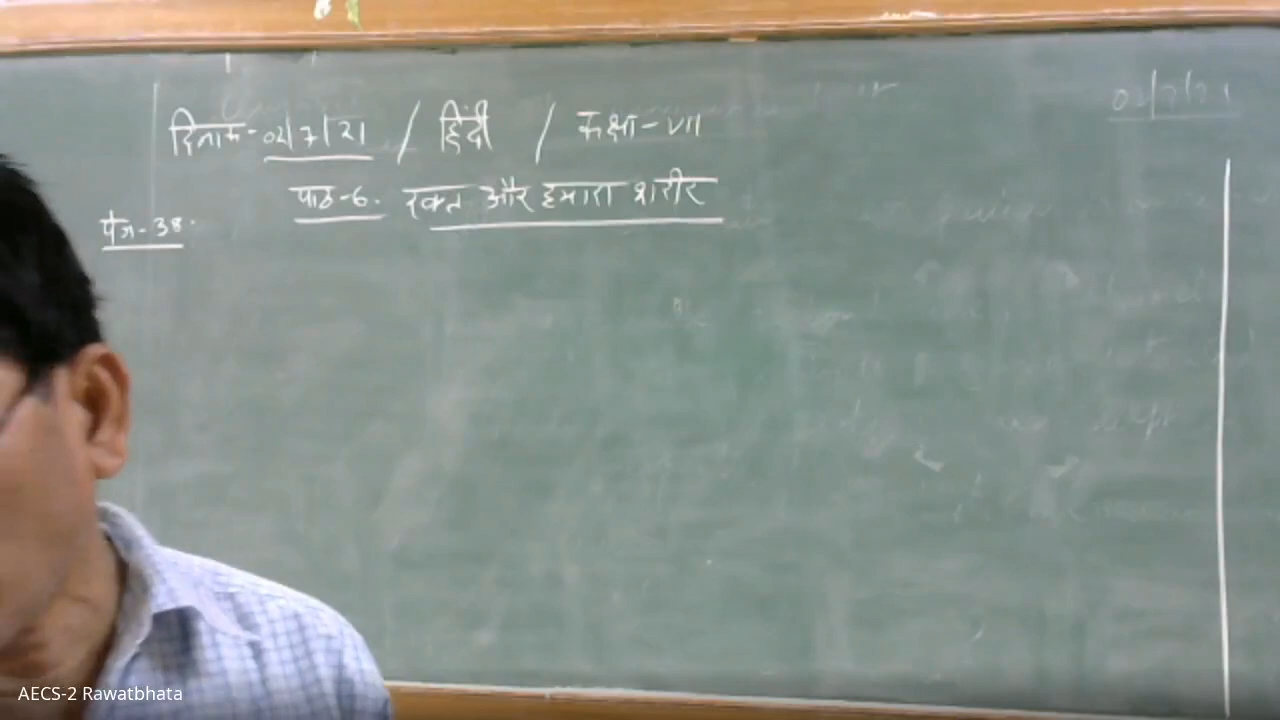 दिनांक-02/7/21 / हिंदी / कक्षा-VII
02/7/21
पाठ-6. रक्त और हमारा शरीर
पेज-38.
AECS-2 Rawatbhata